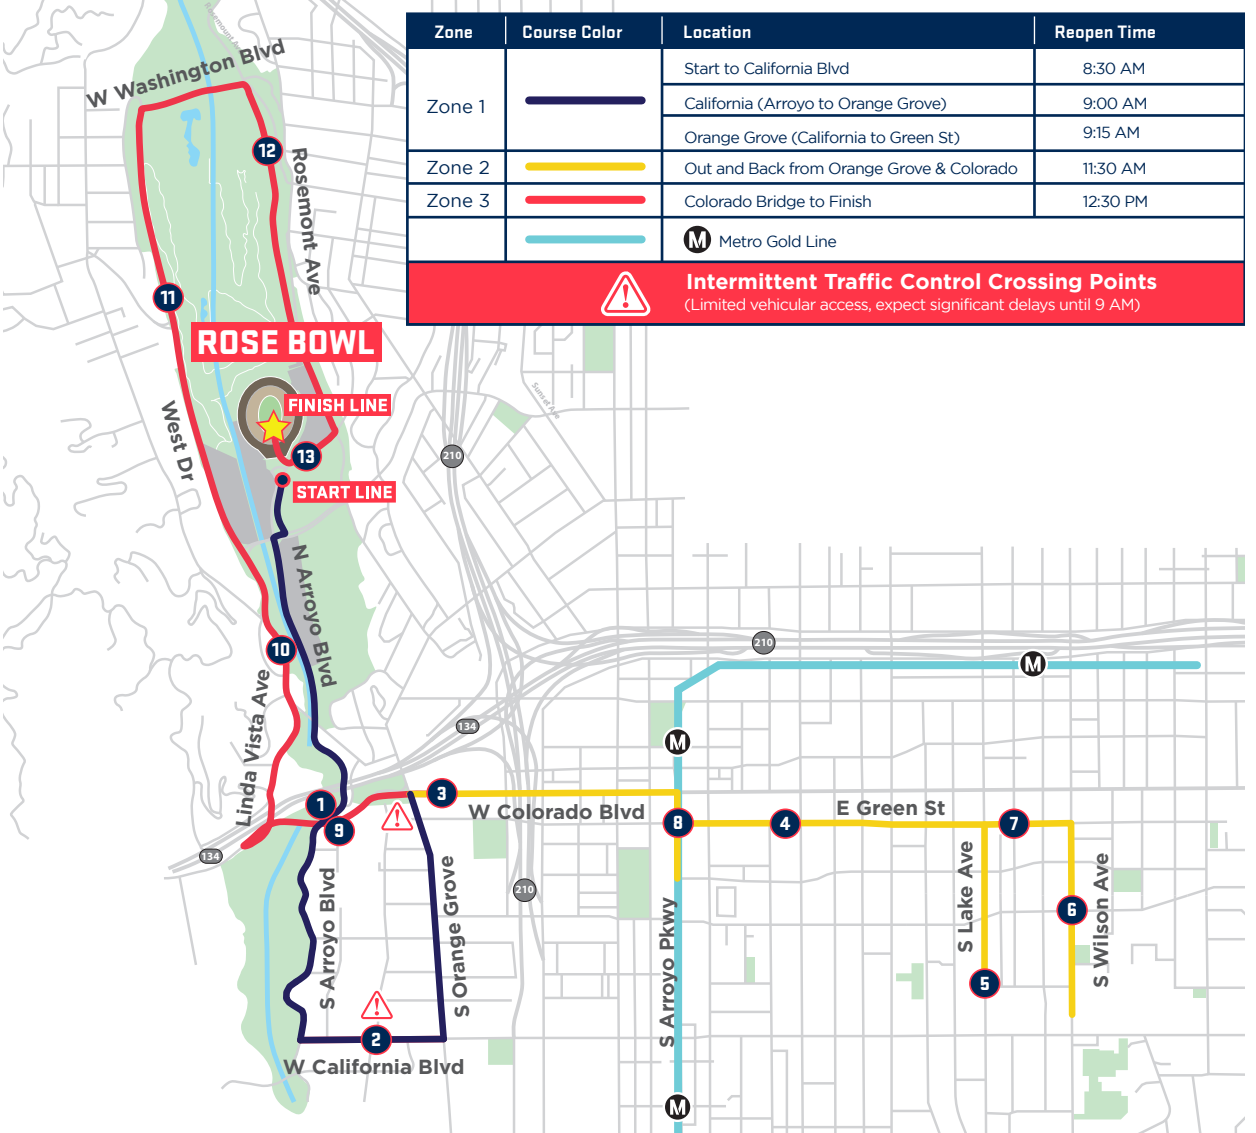 Zone Course Color Location Reopen Time
Zone 1
Start to California Blvd 8:30 AM
California (Arroyo to Orange Grove) 9:00 AM
Orange Grove (California to Green St) 9:15 AM
Zone 2 Out and Back from Orange Grove & Colorado 11:30 AM
Zone 3 Colorado Bridge to Finish 12:30 PM
M Metro Gold Line
Intermittent Traffic Control Crossing Points
(Limited vehicular access, expect significant delays until 9 AM)
Rosemount Ave
W Washington Blvd
12
Rosemont Ave
11
ROSE BOWL
Sunset Ave
FINISH LINE
West Dr
13
210
START LINE
N Arroyo Blvd
10
210
M
Linda Vista Ave
134
M
1
3
W Colorado Blvd
E Green St
9
8
4
7
134
S Arroyo Blvd
S Orange Grove
210
S Arroyo Pkwy
S Lake Ave
6
S Wilson Ave
5
2
W California Blvd
M